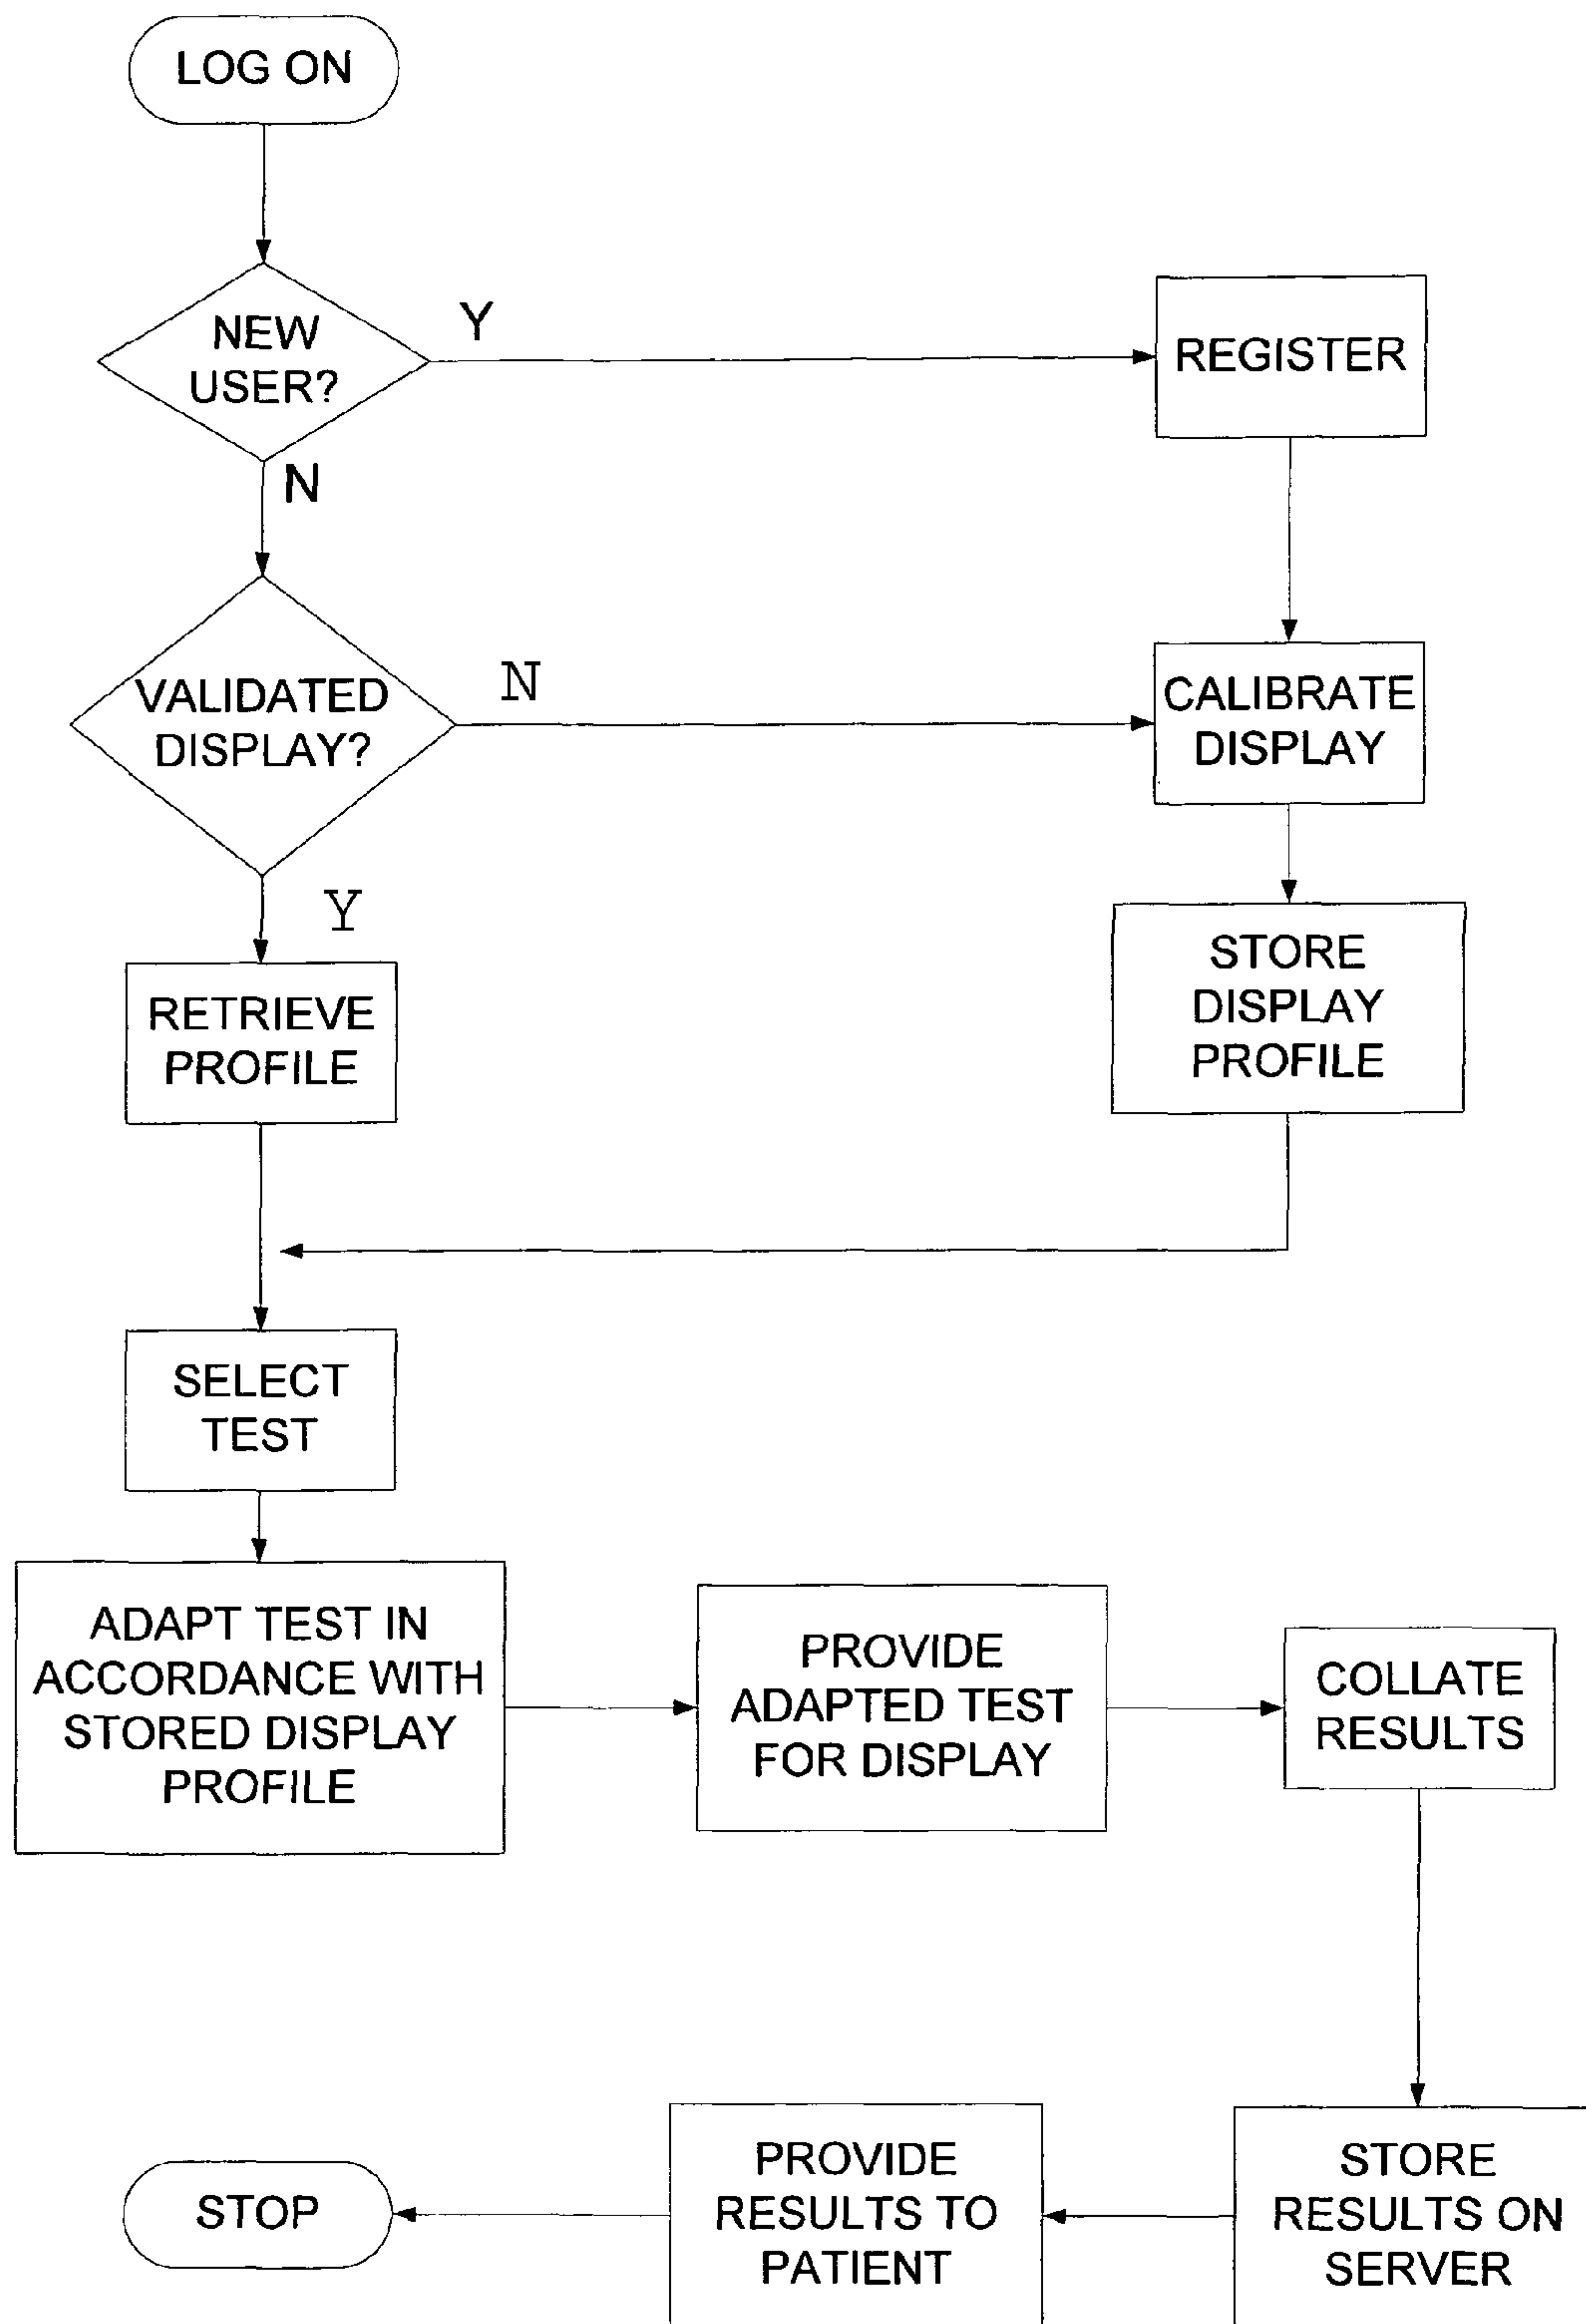 LOG ON
NEW
USER?
Y
REGISTER
N
VALIDATED
DISPLAY?
N
CALIBRATE
DISPLAY
Y
STORE
DISPLAY
PROFILE
RETRIEVE
PROFILE
SELECT
TEST
ADAPT TEST IN
ACCORDANCE WITH
STORED DISPLAY
PROFILE
PROVIDE
ADAPTED TEST
FOR DISPLAY
COLLATE
RESULTS
STORE
RESULTS ON
SERVER
PROVIDE
RESULTS TO
PATIENT
STOP